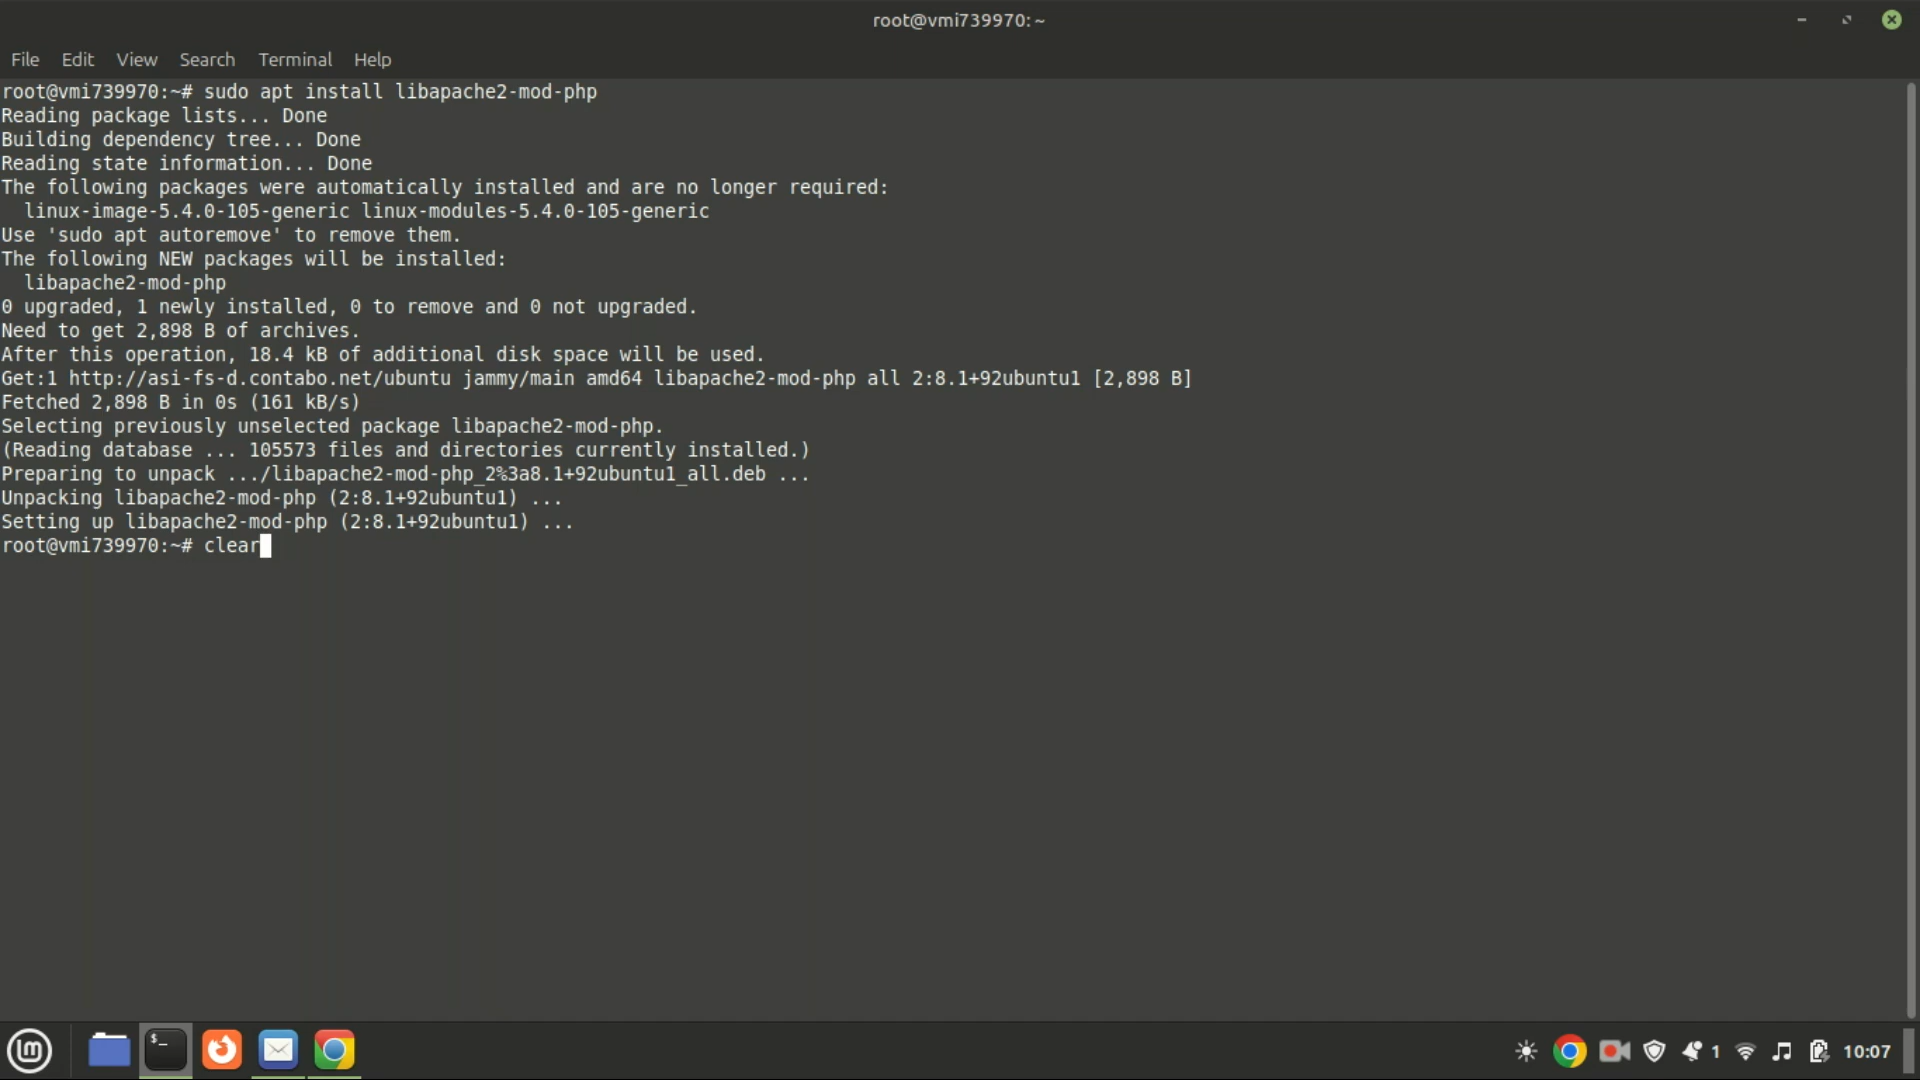 root@vmi739970: ~
File Edit View Search Terminal Help
root@vmi739970:~# sudo apt install libapache2-mod-php
Reading package lists... Done
Building dependency tree... Done
Reading state information... Done
The following packages were automatically installed and are no longer required:
linux-image-5.4.0-105-generic linux-modules-5.4.0-105-generic
Use 'sudo apt autoremove' to remove them.
The following NEW packages will be installed:
libapache2-mod-php
0 upgraded, 1 newly installed, 0 to remove and 0 not upgraded.
Need to get 2,898 B of archives.
After this operation, 18.4 kB of additional disk space will be used.
Get:1 http://asi-fs-d.contabo.net/ubuntu jammy/main amd64 libapache2-mod-php all 2:8.1+92ubuntu1 [2,898 B]
Fetched 2,898 B in 0s (161 kB/s)
Selecting previously unselected package libapache2-mod-php.
(Reading database ... 105573 files and directories currently installed.)
Preparing to unpack .../libapache2-mod-php_2%3a8.1+92ubuntu1_all.deb ...
Unpacking libapache2-mod-php (2:8.1+92ubuntu1) ...
Setting up libapache2-mod-php (2:8.1+92ubuntu1) ...
root@vmi739970:~# clear
$_
1 10:07